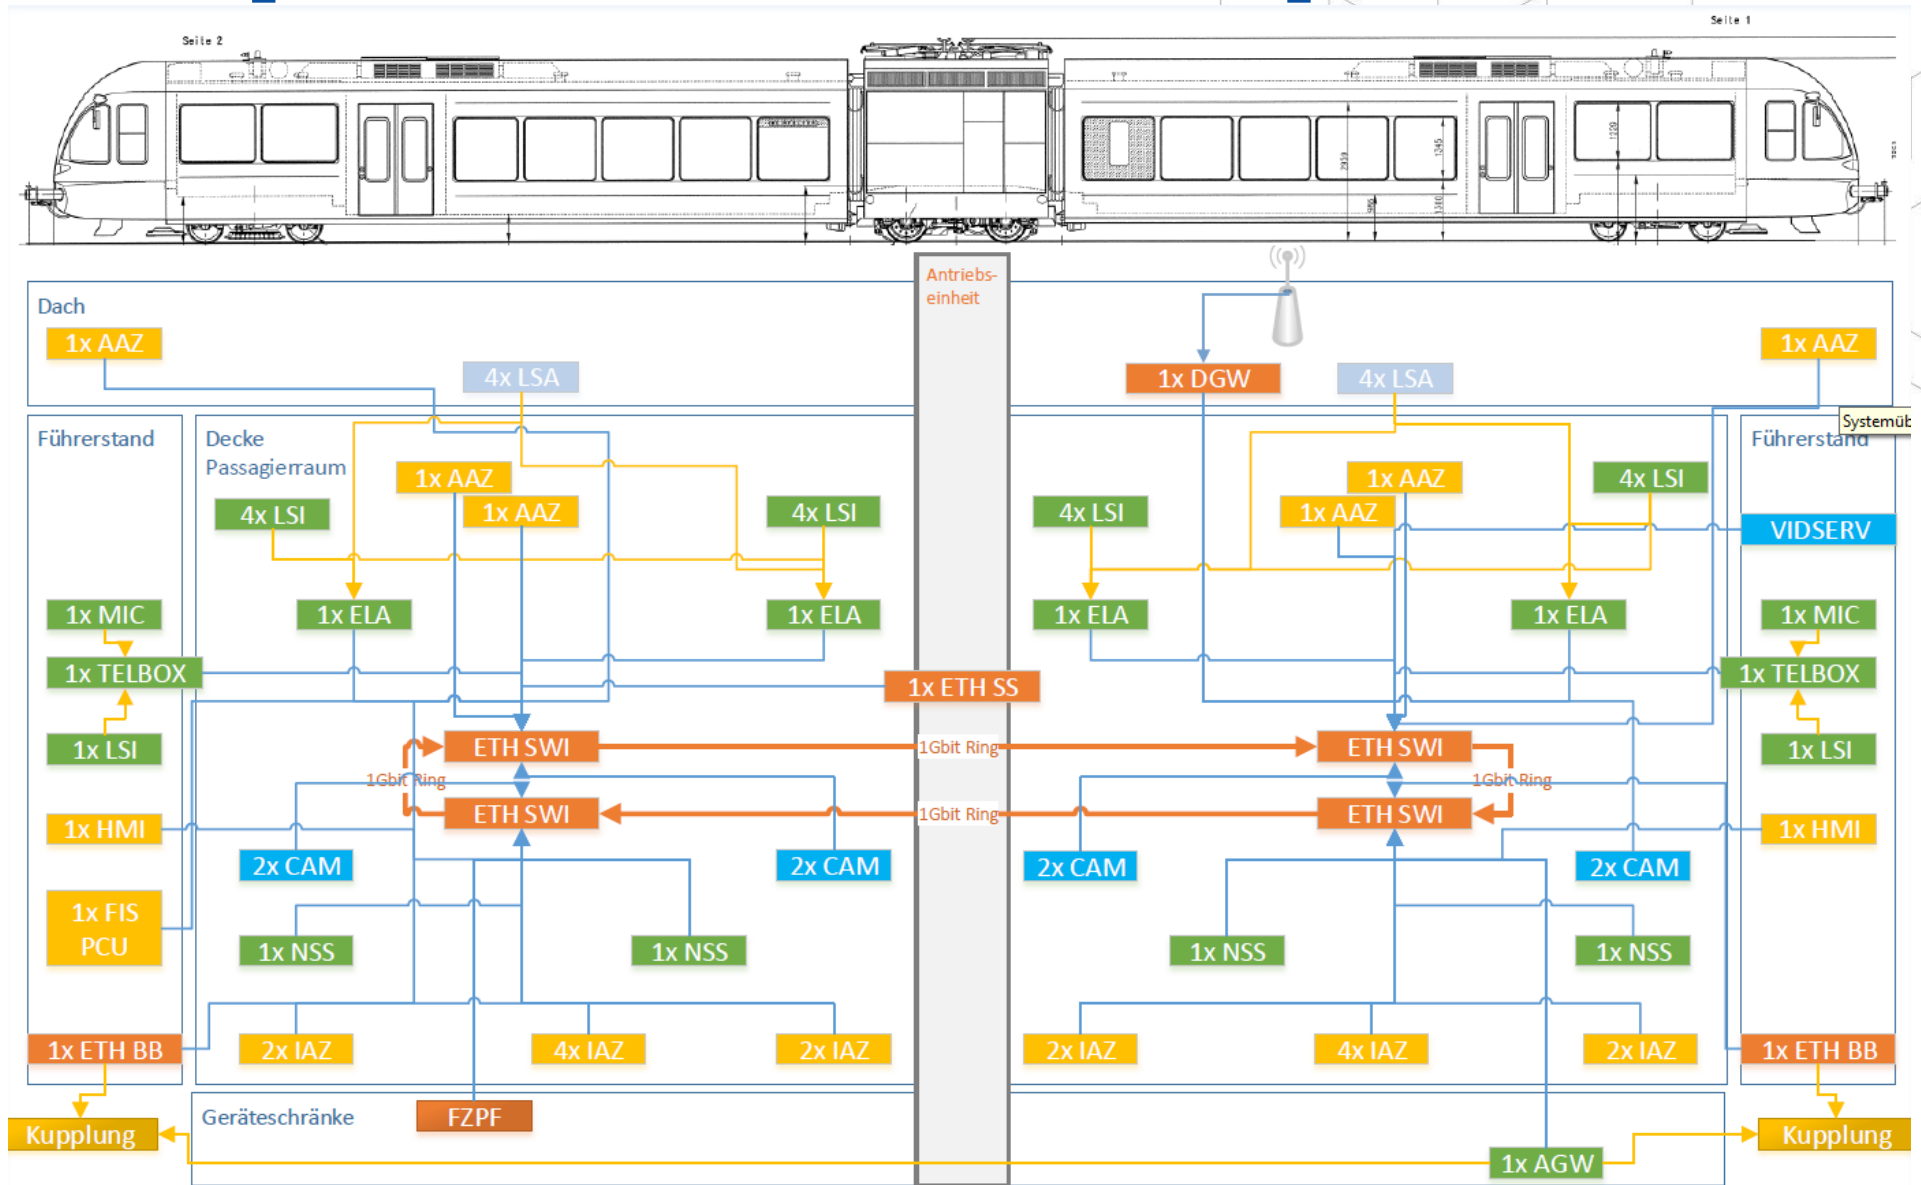 Seite 2
Seite 1
2959
986
1345
1380
1220
Antriebs-
einheit
Dach
1x AAZ
4x LSA
1x DGW
4x LSA
1x AAZ
Systemüb
Führerstand
Decke
Passagierraum
Führerstand
1x AAZ
1x AAZ
4x LSI
4x LSI
4x LSI
1x AAZ
1x AAZ
4x LSI
VIDSERV
1x MIC
1x ELA
1x ELA
1x ELA
1x ELA
1x MIC
1x TELBOX
1x ETH SS
1x TELBOX
1x LSI
ETH SWI
1Gbit Ring
ETH SWI
1x LSI
1Gbit Ring
1Gbit Ring
ETH SWI
1Gbit Ring
ETH SWI
1x HMI
1x HMI
2x CAM
2x CAM
2x CAM
2x CAM
1x FIS
PCU
1x NSS
1x NSS
1x NSS
1x NSS
1x ETH BB
2x IAZ
4x IAZ
2x IAZ
2x IAZ
4x IAZ
2x IAZ
1x ETH BB
Geräteschränke
FZPF
Kupplung
Kupplung
1x AGW